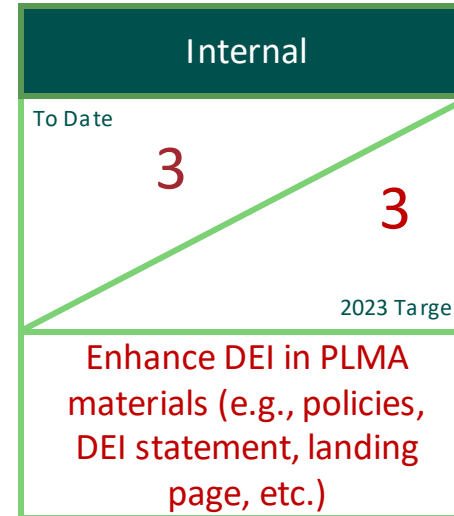 Internal
To Date
3
3
2023 Targe
Enhance DEI in PLMA
materials (e.g., policies,
DEI statement, landing
page, etc.)